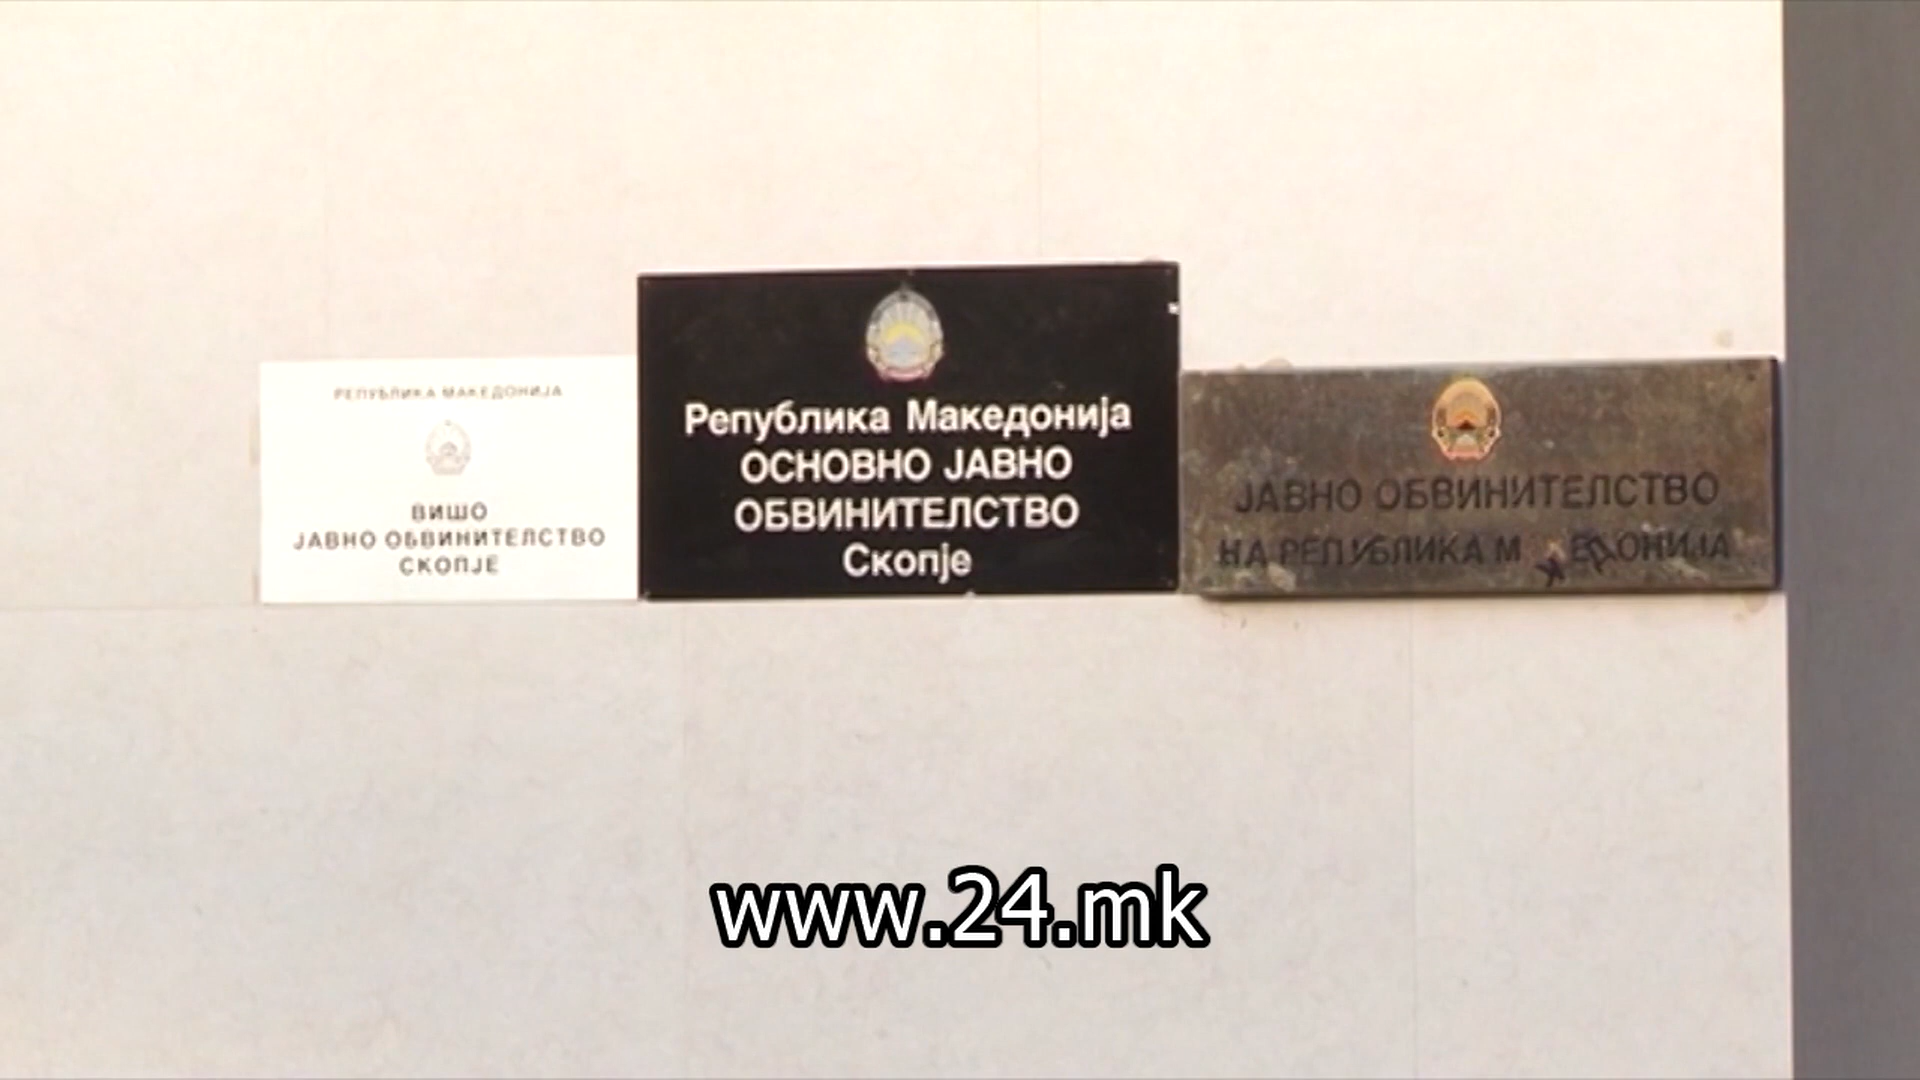 РЕПУБЛИКА МАКЕДОНИЈА
ВИШО
ЈАВНО ОБВИНИТЕЛСТВО
СКОПЈЕ
Република Македонија
ОСНОВНО ЈАВНО
ОБВИНИТЕЛСТВО
Скопје
ЈАВНО ОБВИНИТЕЛСТВО
НА РЕПУБЛИКА М КЕДОНИЈА
www.24.mk